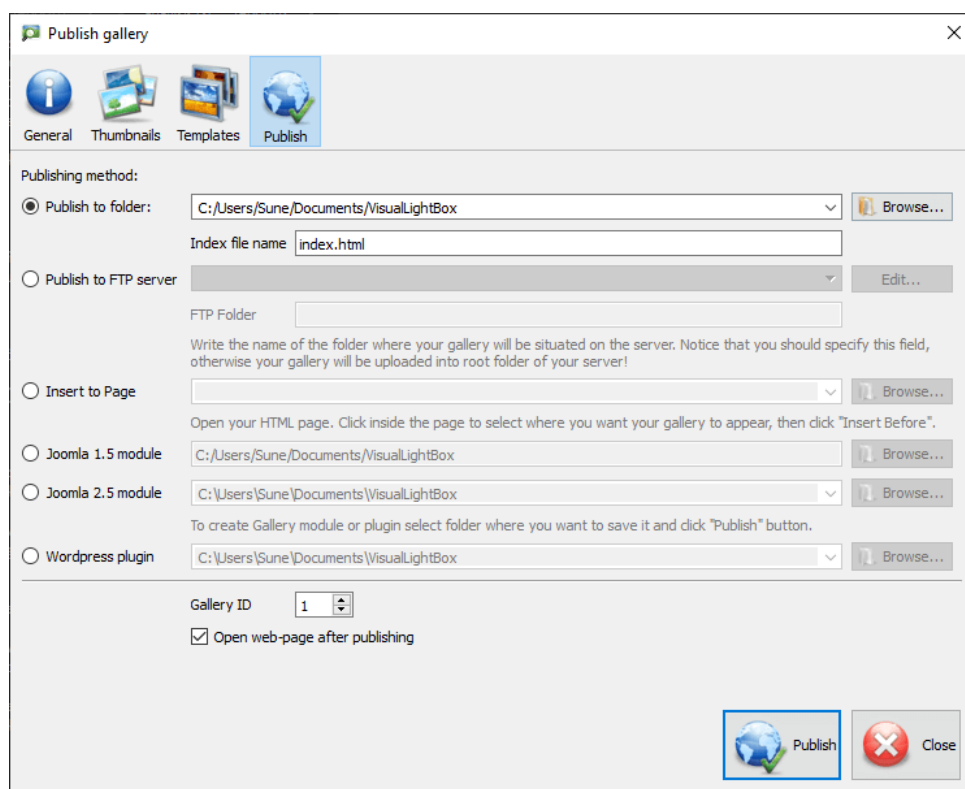 Publish gallery
General Thumbnails Templates Publish
Publishing method:
Publish to folder: C:/Users/Sune/Documents/VisualLightBox Browse...
Index file name index.html
Publish to FTP server Edit...
FTP Folder
Write the name of the folder where your gallery will be situated on the server. Notice that you should specify this field,
otherwise your gallery will be uploaded into root folder of your server!
Insert to Page Browse...
Open your HTML page. Click inside the page to select where you want your gallery to appear, then click "Insert Before".
Joomla 1.5 module C:/Users/Sune/Documents/VisualLightBox Browse...
Joomla 2.5 module C:\Users\Sune\Documents\VisualLightBox Browse...
To create Gallery module or plugin select folder where you want to save it and click "Publish" button.
Wordpress plugin C:\Users\Sune\Documents\VisualLightBox Browse...
Gallery ID 1
Open web-page after publishing
Publish Close